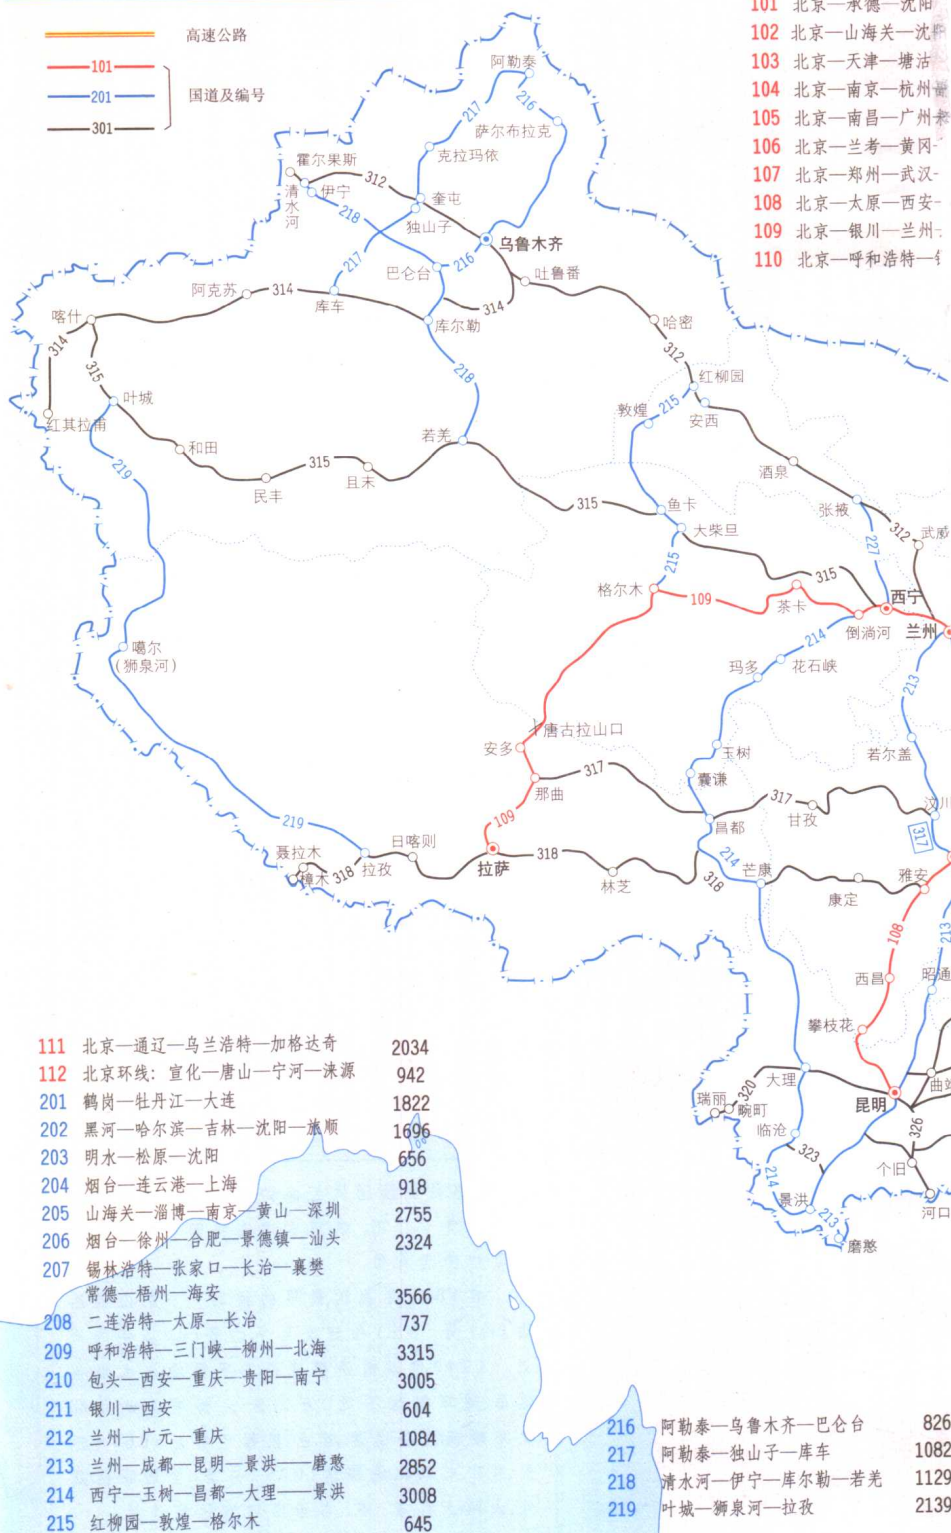 高速公路
101
201
301
国道及编号
101 北京—承德—沈阳
102 北京—山海关—沈
103 北京—天津—塘沽
104 北京—南京—杭州
105 北京—南昌—广州
106 北京—兰考—黄冈-
107 北京—郑州—武汉-
108 北京—太原—西安-
109 北京—银川—兰州-
110 北京—呼和浩特—
阿勒泰
217
216
萨尔布拉克
克拉玛依
霍尔果斯
312
清水河
伊宁
奎屯
218
独山子
乌鲁木齐
217
巴仑台
216
吐鲁番
阿克苏
314
库车
314
喀什
库尔勒
哈密
314
312
315
218
红柳园
叶城
敦煌
215
安西
红其拉甫
若羌
和田
219
315
酒泉
民丰
且末
315
鱼卡
张掖
大柴旦
312
武威
227
215
315
格尔木
109
茶卡
西宁
倒淌河
兰州
214
噶尔
(狮泉河)
玛多
花石峡
213
唐古拉山口
安多
玉树
若尔盖
317
囊谦
那曲
317
甘孜
汶川
219
109
昌都
317
日喀则
聂拉木
樟木
318
拉孜
拉萨
318
214
林芝
318
芒康
康定
雅安
108
213
西昌
昭通
攀枝花
大理
320
瑞丽
畹町
昆明
曲
临沧
326
323
个旧
214
景洪
213
河口
磨憨
111 北京—通辽—乌兰浩特—加格达奇 2034
112 北京环线：宣化—唐山—宁河—涞源 942
201 鹤岗—牡丹江—大连 1822
202 黑河—哈尔滨—吉林—沈阳—旅顺 1696
203 明水—松原—沈阳 656
204 烟台—连云港—上海 918
205 山海关—淄博—南京—黄山—深圳 2755
206 烟台—徐州—合肥—景德镇—汕头 2324
207 锡林浩特—张家口—长治—襄樊
常德—梧州—海安 3566
208 二连浩特—太原—长治 737
209 呼和浩特—三门峡—柳州—北海 3315
210 包头—西安—重庆—贵阳—南宁 3005
211 银川—西安 604
212 兰州—广元—重庆 1084
213 兰州—成都—昆明—景洪——磨憨 2852
214 西宁—玉树—昌都—大理——景洪 3008
215 红柳园—敦煌—格尔木 645
216 阿勒泰—乌鲁木齐—巴仑台 826
217 阿勒泰—独山子—库车 1082
218 清水河—伊宁—库尔勒—若羌 1129
219 叶城—狮泉河—拉孜 2139